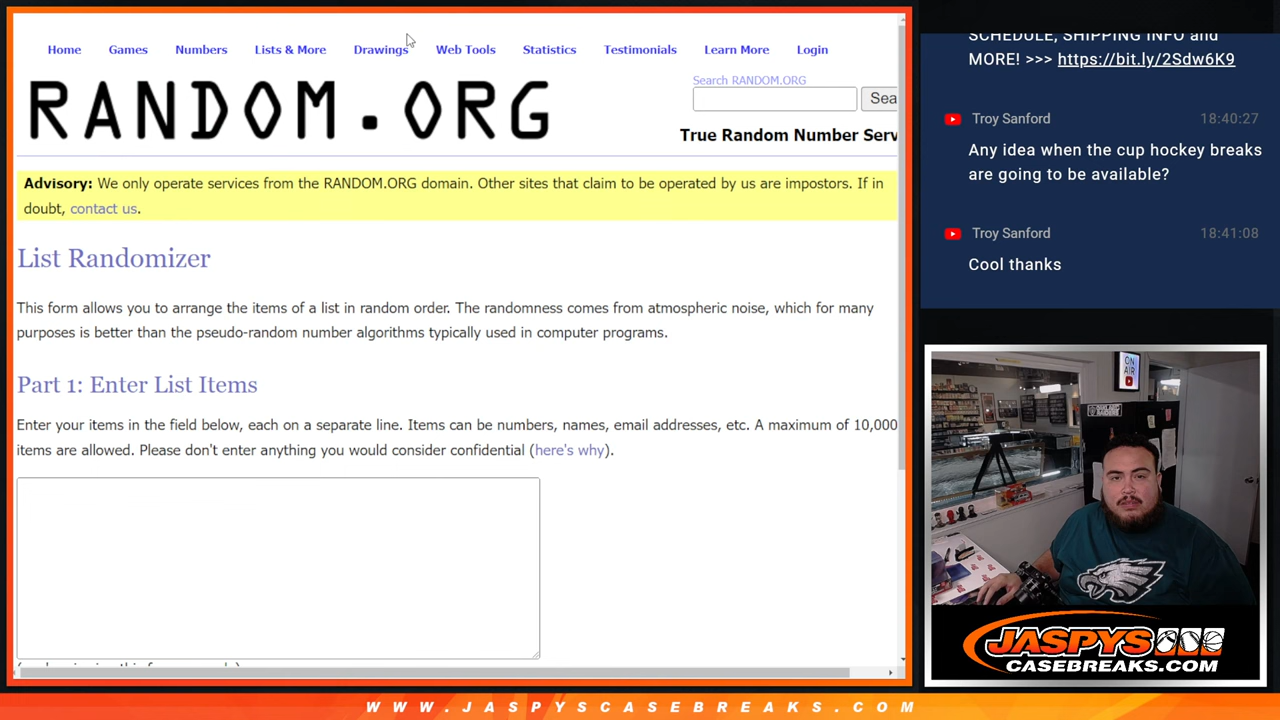 Home Games Numbers Lists & More Drawings Web Tools Statistics Testimonials Learn More Login
RANDOM.ORG
Search RANDOM.ORG
Sea
True Random Number Serv
Advisory: We only operate services from the RANDOM.ORG domain. Other sites that claim to be operated by us are impostors. If in
doubt, contact us.
List Randomizer
This form allows you to arrange the items of a list in random order. The randomness comes from atmospheric noise, which for many
purposes is better than the pseudo-random number algorithms typically used in computer programs.
Part 1: Enter List Items
Enter your items in the field below, each on a separate line. Items can be numbers, names, email addresses, etc. A maximum of 10,000
items are allowed. Please don't enter anything you would consider confidential (here's why).
SCHEDULE, SHIPPING INFO and
MORE! >>> https://bit.ly/2Sdw6K9
Troy Sanford 18:40:27
Any idea when the cup hockey breaks
are going to be available?
Troy Sanford 18:41:08
Cool thanks
ON
AIR
JASPYS
CASEBREAKS.COM
WWW.JASPYSCASEBREAKS.COM